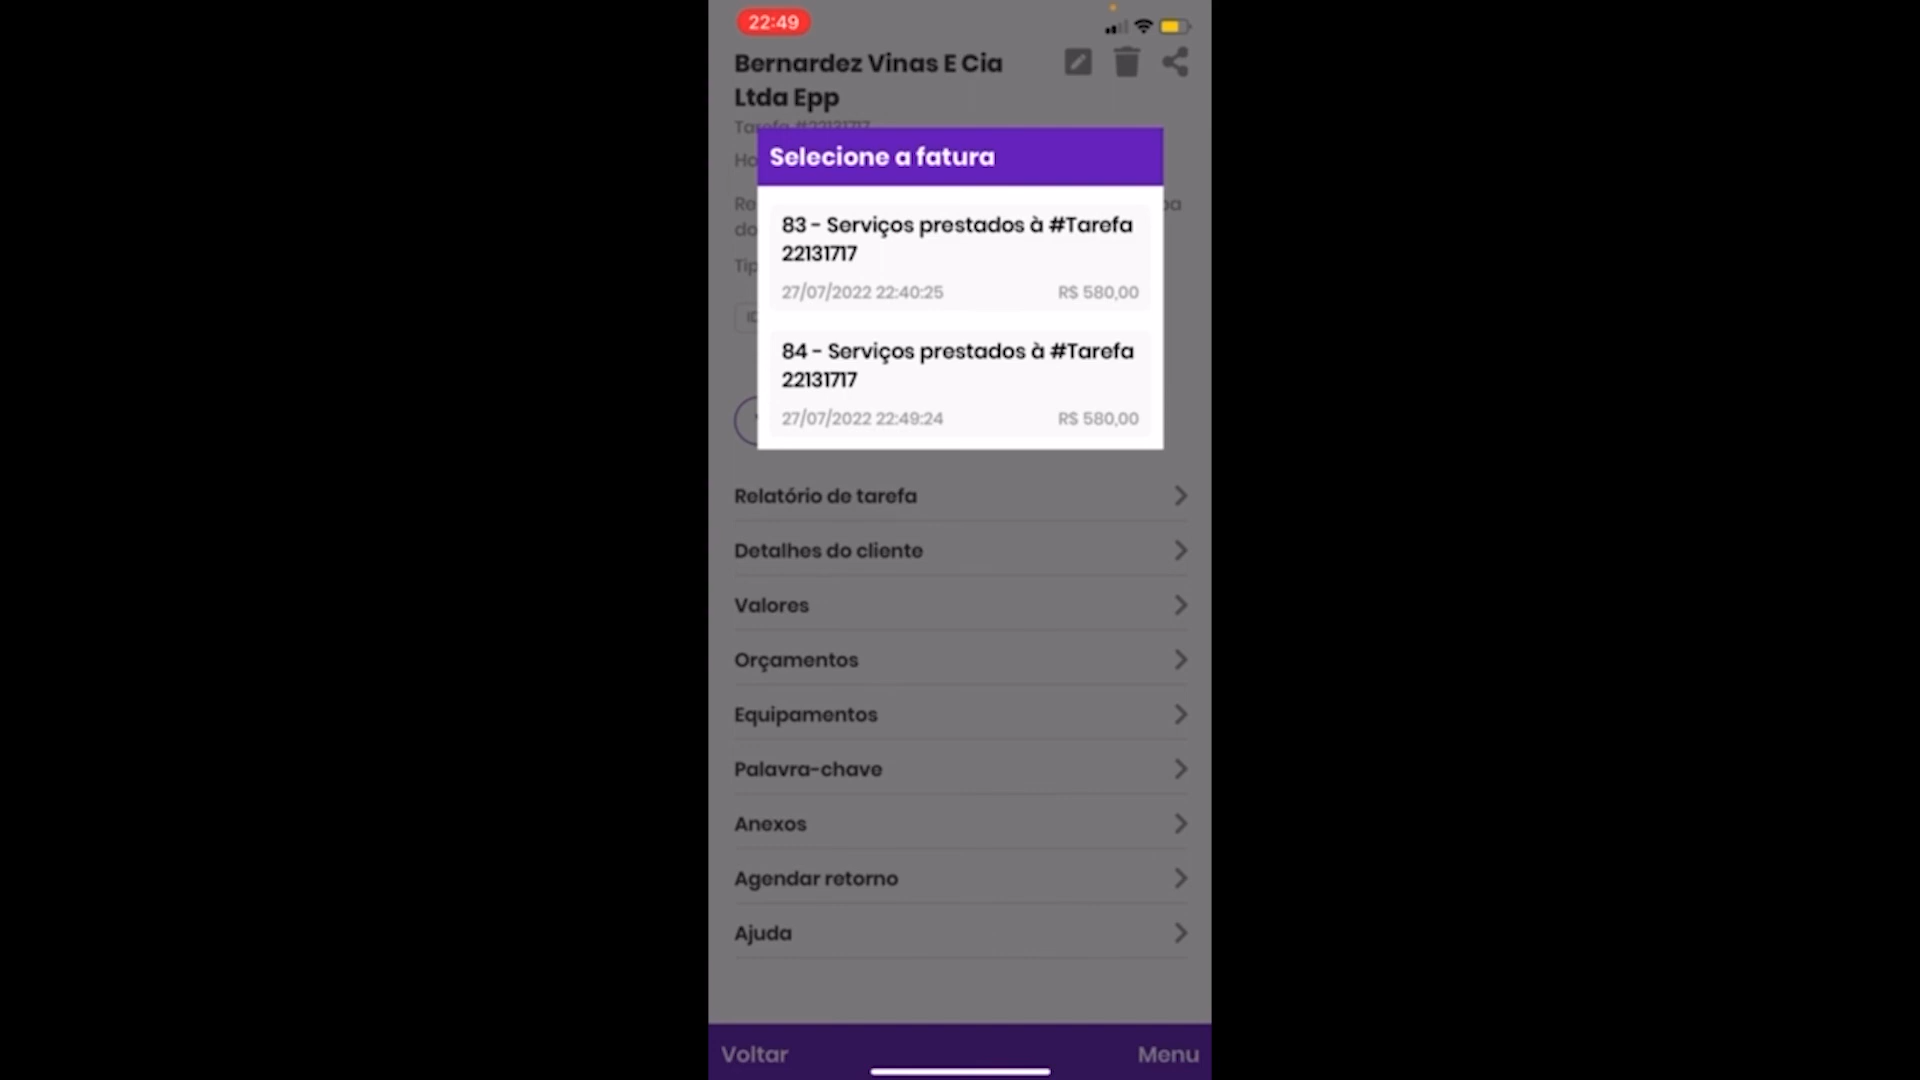 22:49
Bernardez Vinas E Cia
Ltda Epp
Tarefa #22131717
Selecione a fatura
83 - Serviços prestados à #Tarefa
22131717
27/07/2022 22:40:25 R$ 580,00
84 - Serviços prestados à #Tarefa
22131717
27/07/2022 22:49:24 R$ 580,00
Relatório de tarefa
Detalhes do cliente
Valores
Orçamentos
Equipamentos
Palavra-chave
Anexos
Agendar retorno
Ajuda
Voltar Menu